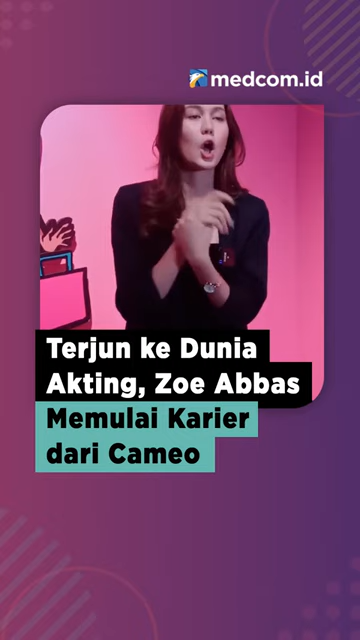 medcom.id
Terjun ke Dunia
Akting, Zoe Abbas
Memulai Karier
dari Cameo